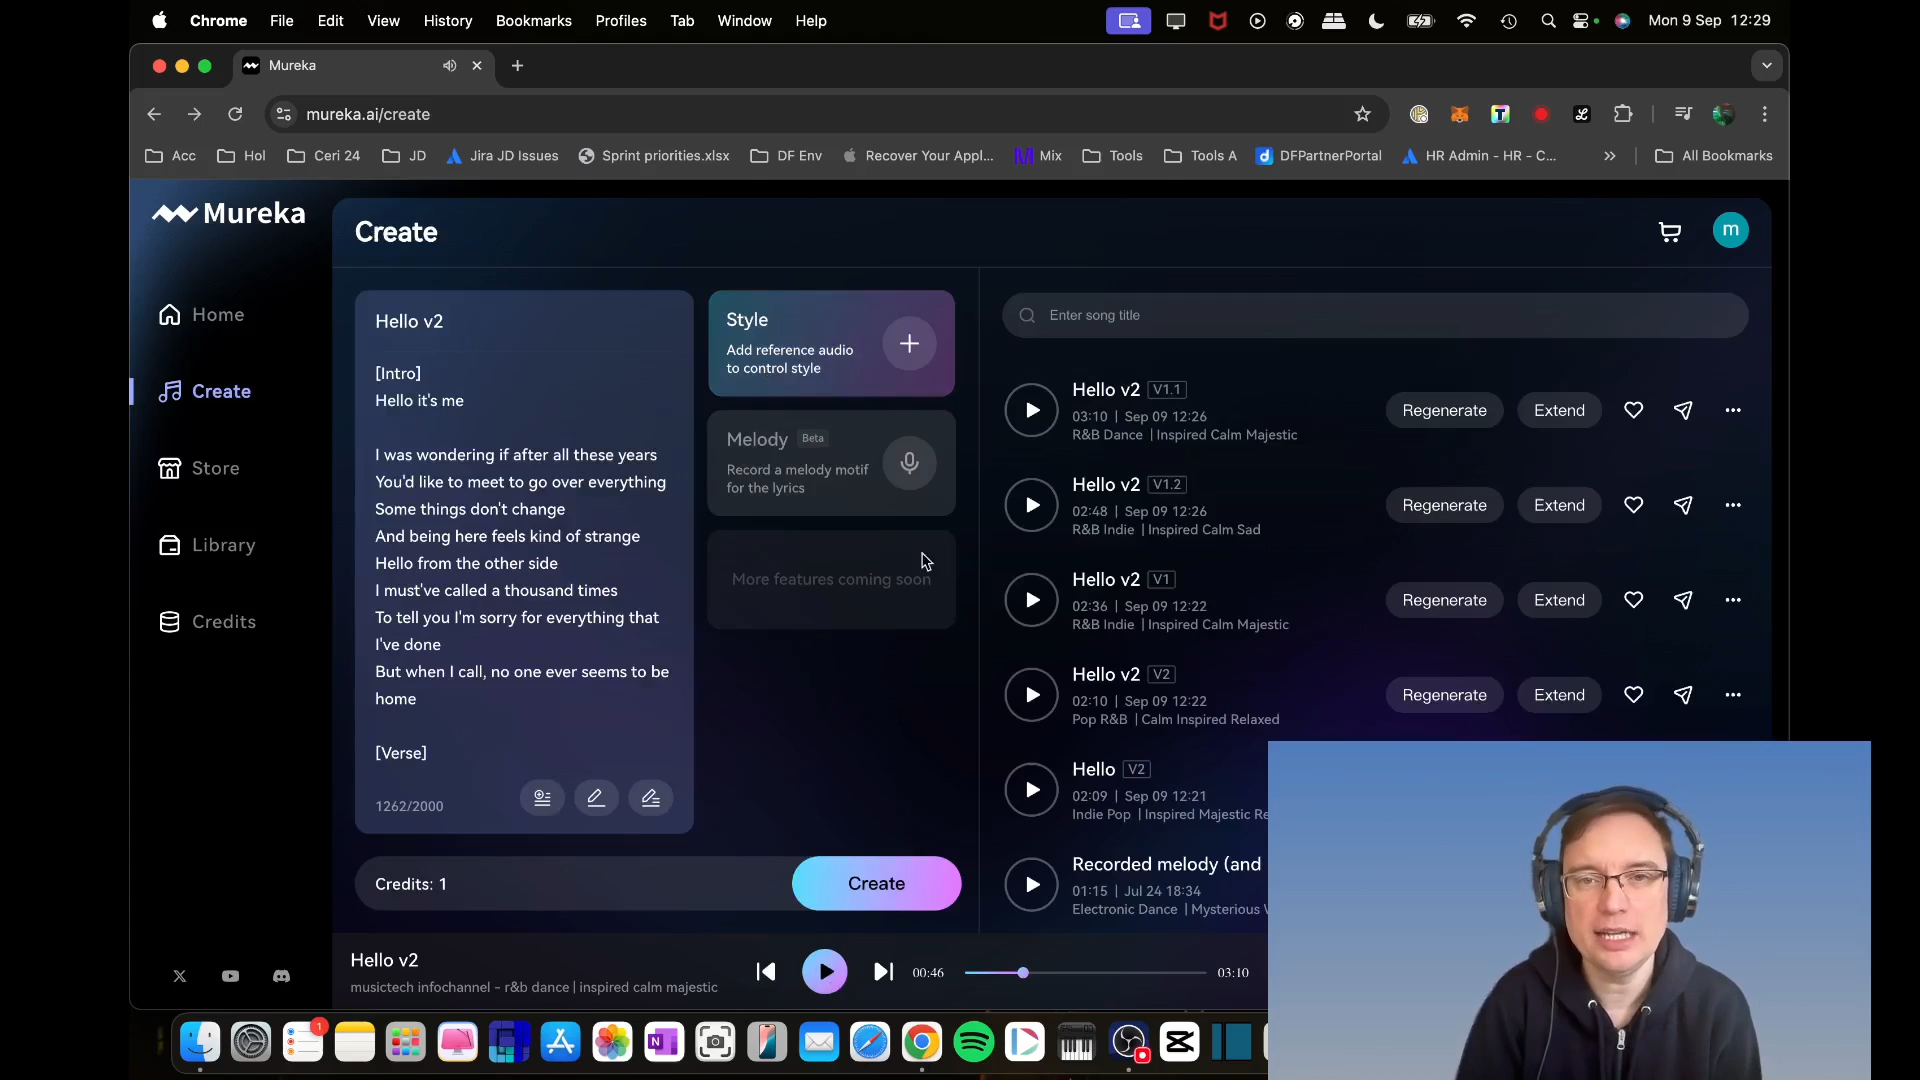 Chrome File Edit View History Bookmarks Profiles Tab Window Help Mon 9 Sep 12:29
Mureka
mureka.ai/create
Acc Hol Ceri 24 JD Jira JD Issues Sprint priorities.xlsx DF Env Recover Your Appl... Mix Tools Tools A DFPartnerPortal HR Admin - HR - C... All Bookmarks
Mureka
Home
Create
Store
Library
Credits
Create
m
Hello v2
[Intro]
Hello it's me
I was wondering if after all these years
You'd like to meet to go over everything
Some things don't change
And being here feels kind of strange
Hello from the other side
I must've called a thousand times
To tell you I'm sorry for everything that
I've done
But when I call, no one ever seems to be
home
[Verse]
1262/2000
Style
Add reference audio
to control style
Melody Beta
Record a melody motif
for the lyrics
More features coming soon
Credits: 1
Create
Enter song title
Hello v2 V1.1
03:10 | Sep 09 12:26
R&B Dance | Inspired Calm Majestic
Regenerate Extend
Hello v2 V1.2
02:48 | Sep 09 12:26
R&B Indie | Inspired Calm Sad
Regenerate Extend
Hello v2 V1
02:36 | Sep 09 12:22
R&B Indie | Inspired Calm Majestic
Regenerate Extend
Hello v2 V2
02:10 | Sep 09 12:22
Pop R&B | Calm Inspired Relaxed
Regenerate Extend
Hello V2
02:09 | Sep 09 12:21
Indie Pop | Inspired Majestic Re
Recorded melody (and
01:15 | Jul 24 18:34
Electronic Dance | Mysterious
Hello v2
musictech infochannel - r&b dance | inspired calm majestic
00:46 03:10
1